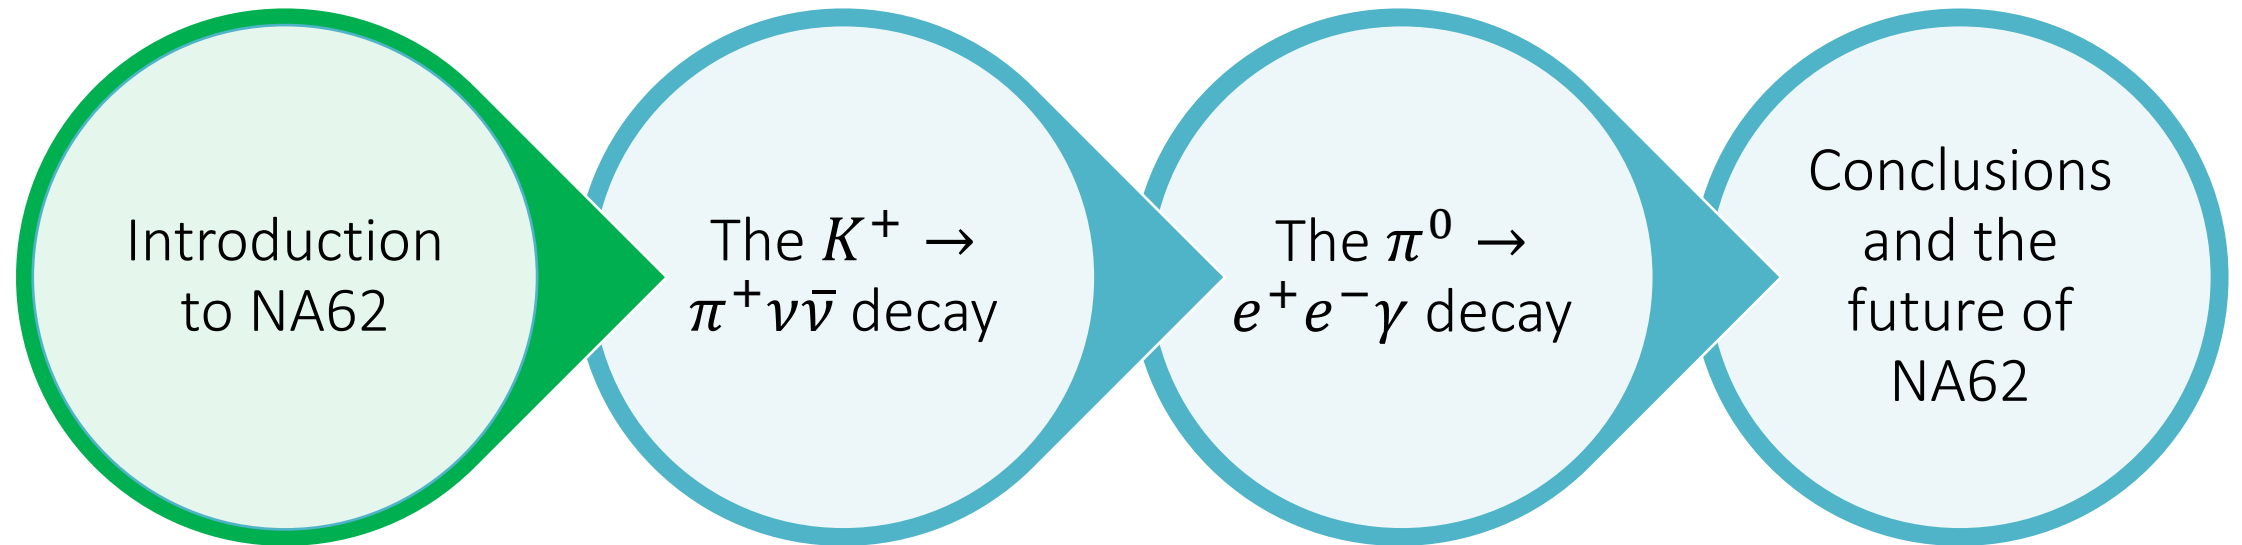 Introduction
to NA62
The K⁺ →
π⁺νν̄ decay
The π⁰ →
e⁺e⁻γ decay
Conclusions
and the
future of
NA62